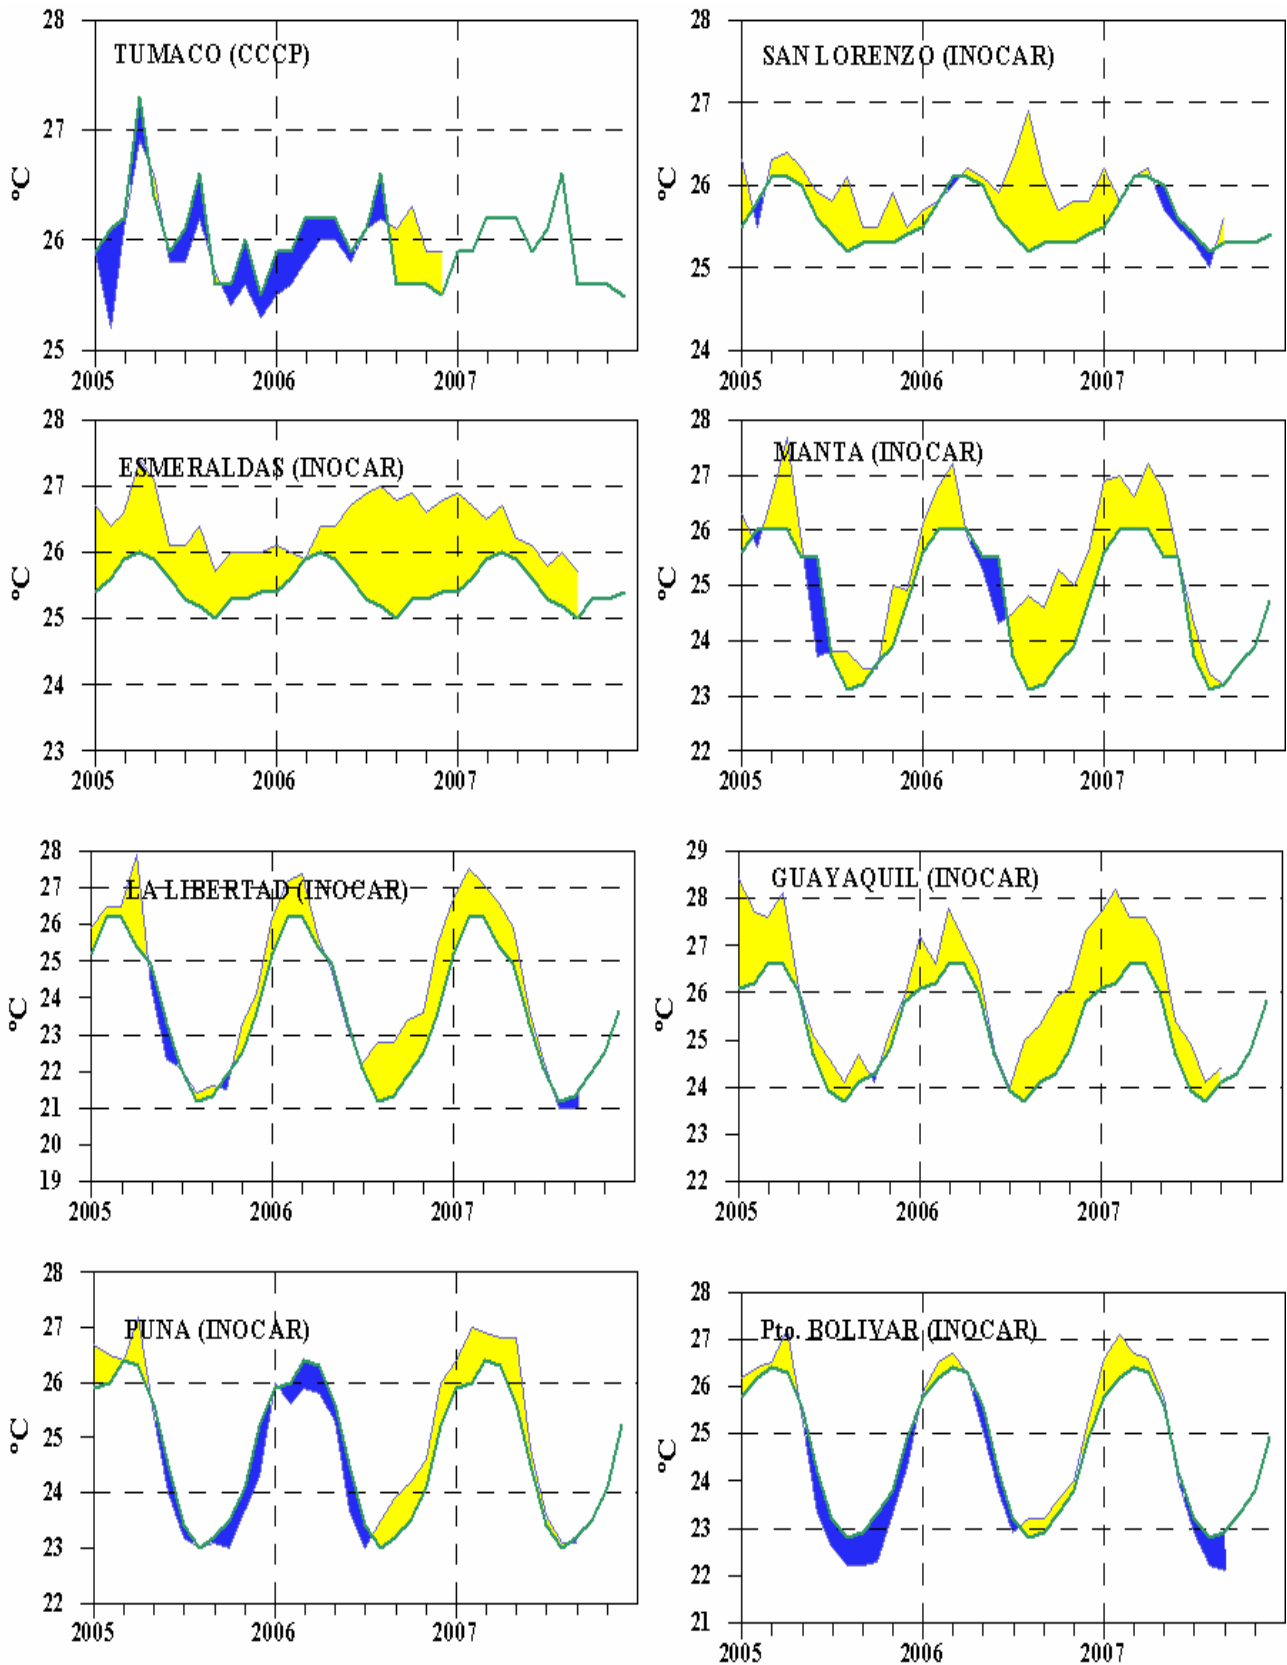 28
TUMACO (CCCP)
27
26
25
2005 2006 2007
°C
28
SAN LORENZO (INOCAR)
27
26
25
24
2005 2006 2007
°C
28
ESMERALDAS (INOCAR)
27
26
25
24
23
2005 2006 2007
°C
28
MANTA (INOCAR)
27
26
25
24
23
22
2005 2006 2007
°C
28
LA LIBERTAD (INOCAR)
27
26
25
24
23
22
21
20
19
2005 2006 2007
°C
29
GUAYAQUIL (INOCAR)
28
27
26
25
24
23
22
2005 2006 2007
°C
28
PUNA (INOCAR)
27
26
25
24
23
22
2005 2006 2007
°C
28
Pto. BOLIVAR (INOCAR)
27
26
25
24
23
22
21
2005 2006 2007
°C